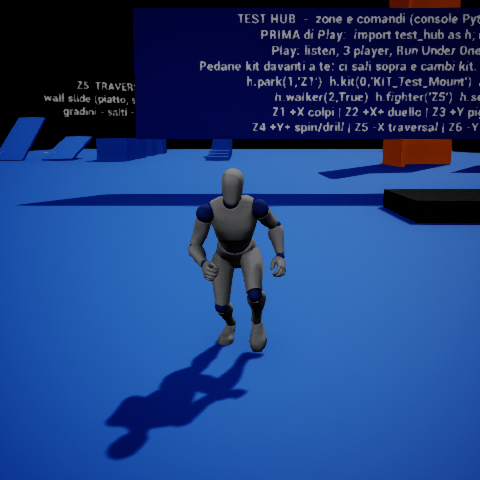 TEST HUB - zone e comandi (console Pyt
PRIMA di Play: import test_hub as h;
Play: listen, 3 player, Run Under One
Pedane kit davanti a te: ci sali sopra e cambi kit.
h.park(1,'Z1') h.kit(0,'KIT_Test_Mount')
h.walker(2,True) h.fighter('Z5') h.s
Z1 +X colpi | Z2 +X+ duello | Z3 +Y pi
Z4 +Y+ spin/drill | Z5 -X traversal | Z6 -Y
Z5 TRAVERS
wall slide (piatto, s
gradini - salti -